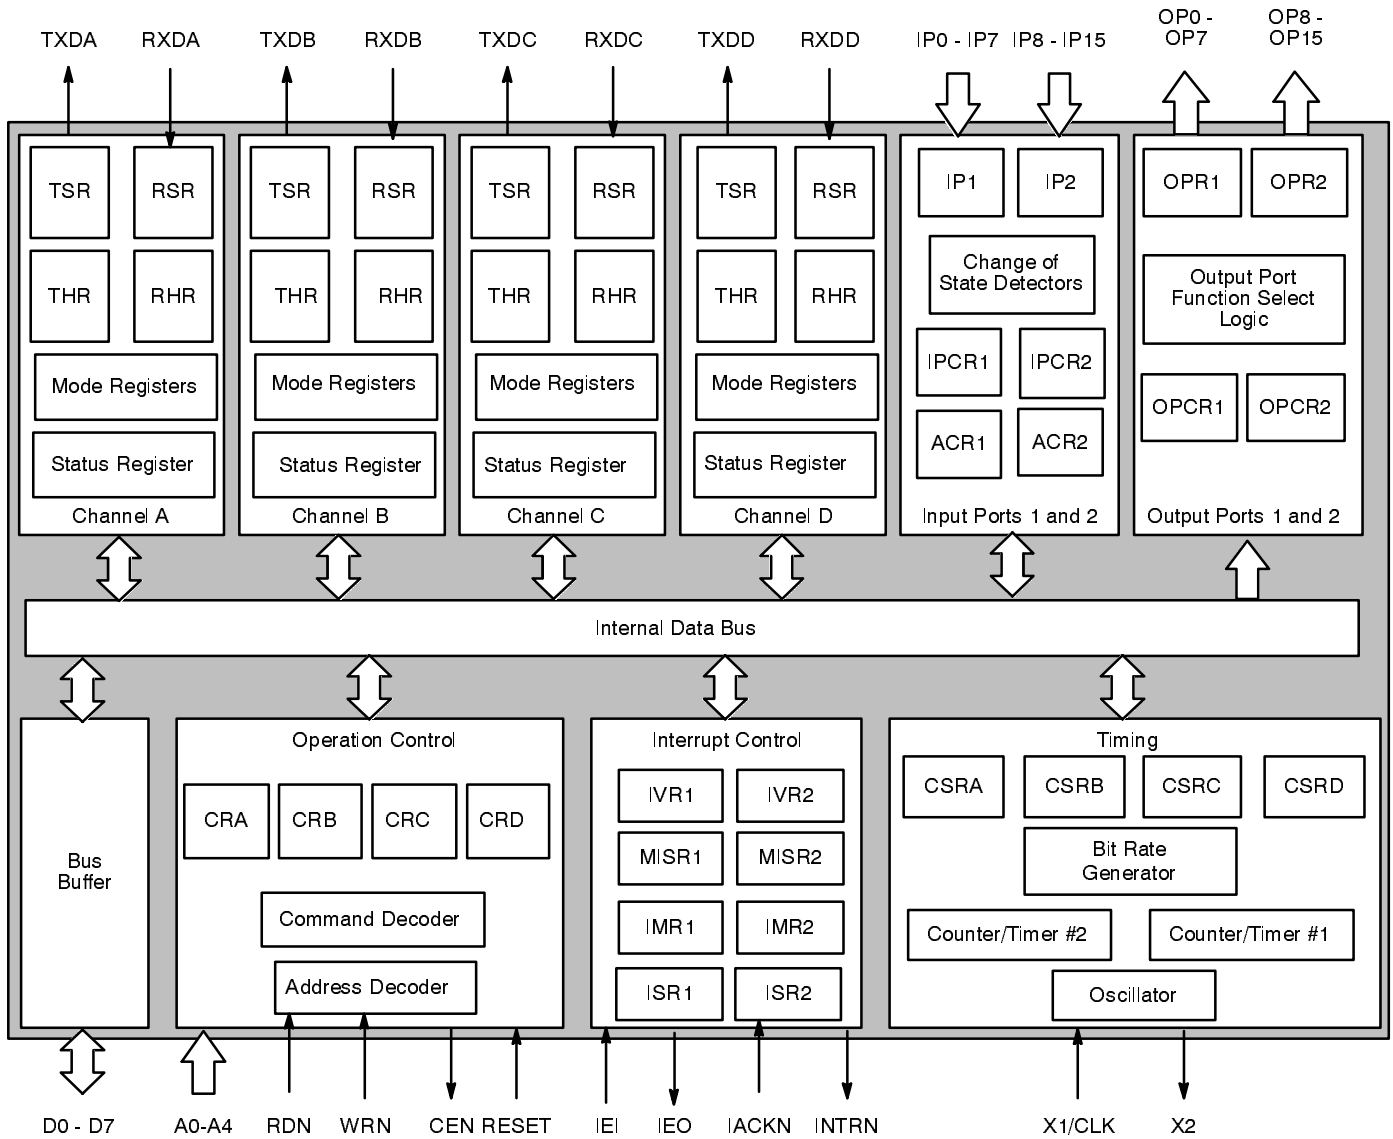 TXDA
RXDA
TXDB
RXDB
TXDC
RXDC
TXDD
RXDD
IP0 - IP7
IP8 - IP15
OP0 -
OP7
OP8 -
OP15
TSR
RSR
THR
RHR
Mode Registers
Status Register
Channel A
TSR
RSR
THR
RHR
Mode Registers
Status Register
Channel B
TSR
RSR
THR
RHR
Mode Registers
Status Register
Channel C
TSR
RSR
THR
RHR
Mode Registers
Status Register
Channel D
IP1
IP2
Change of
State Detectors
IPCR1
IPCR2
ACR1
ACR2
Input Ports 1 and 2
OPR1
OPR2
Output Port
Function Select
Logic
OPCR1
OPCR2
Output Ports 1 and 2
Internal Data Bus
Bus
Buffer
Operation Control
CRA
CRB
CRC
CRD
Command Decoder
Address Decoder
Interrupt Control
IVR1
IVR2
MISR1
MISR2
IMR1
IMR2
ISR1
ISR2
Timing
CSRA
CSRB
CSRC
CSRD
Bit Rate
Generator
Counter/Timer #2
Counter/Timer #1
Oscillator
D0 - D7
A0-A4
RDN
WRN
CEN
RESET
IEI
IEO
IACKN
INTRN
X1/CLK
X2